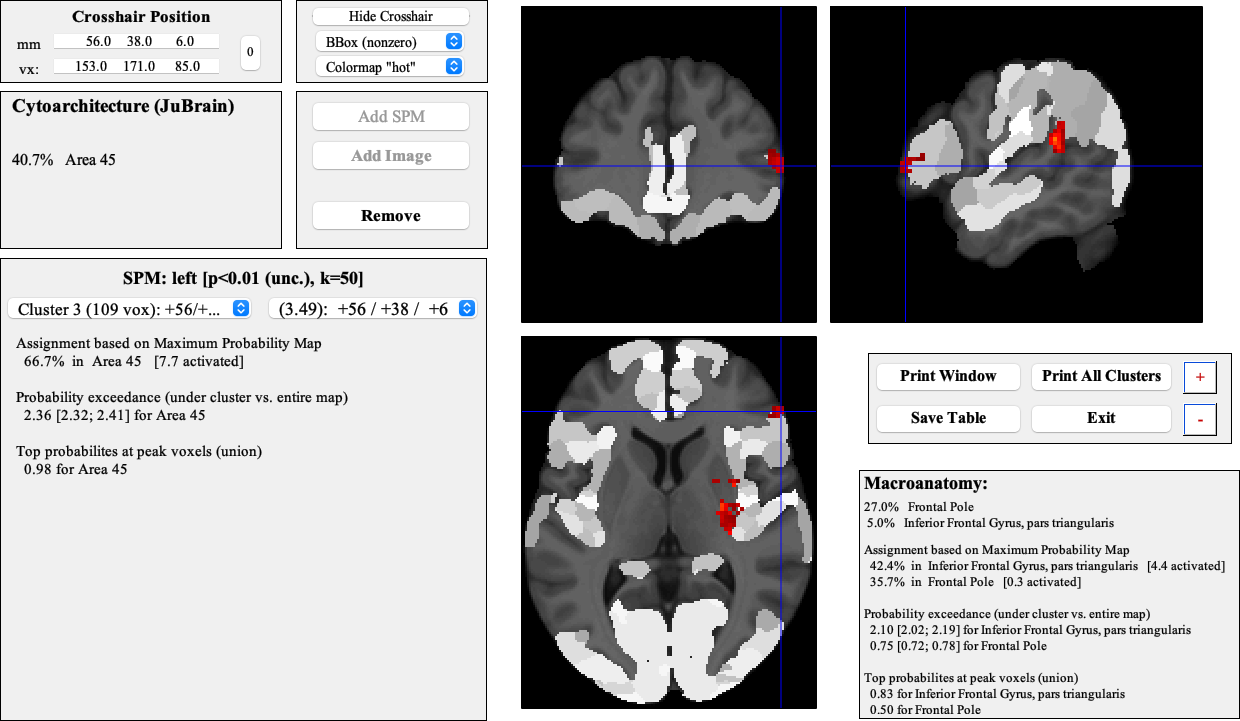 Crosshair Position
mm 56.0 38.0 6.0
vx: 153.0 171.0 85.0
0
Hide Crosshair
BBox (nonzero)
Colormap "hot"
Cytoarchitecture (JuBrain)
40.7% Area 45
Add SPM
Add Image
Remove
SPM: left [p<0.01 (unc.), k=50]
Cluster 3 (109 vox): +56/+...
(3.49): +56 / +38 / +6
Assignment based on Maximum Probability Map
66.7% in Area 45 [7.7 activated]
Probability exceedance (under cluster vs. entire map)
2.36 [2.32; 2.41] for Area 45
Top probabilites at peak voxels (union)
0.98 for Area 45
Print Window
Print All Clusters
+
Save Table
Exit
-
Macroanatomy:
27.0% Frontal Pole
5.0% Inferior Frontal Gyrus, pars triangularis
Assignment based on Maximum Probability Map
42.4% in Inferior Frontal Gyrus, pars triangularis [4.4 activated]
35.7% in Frontal Pole [0.3 activated]
Probability exceedance (under cluster vs. entire map)
2.10 [2.02; 2.19] for Inferior Frontal Gyrus, pars triangularis
0.75 [0.72; 0.78] for Frontal Pole
Top probabilites at peak voxels (union)
0.83 for Inferior Frontal Gyrus, pars triangularis
0.50 for Frontal Pole